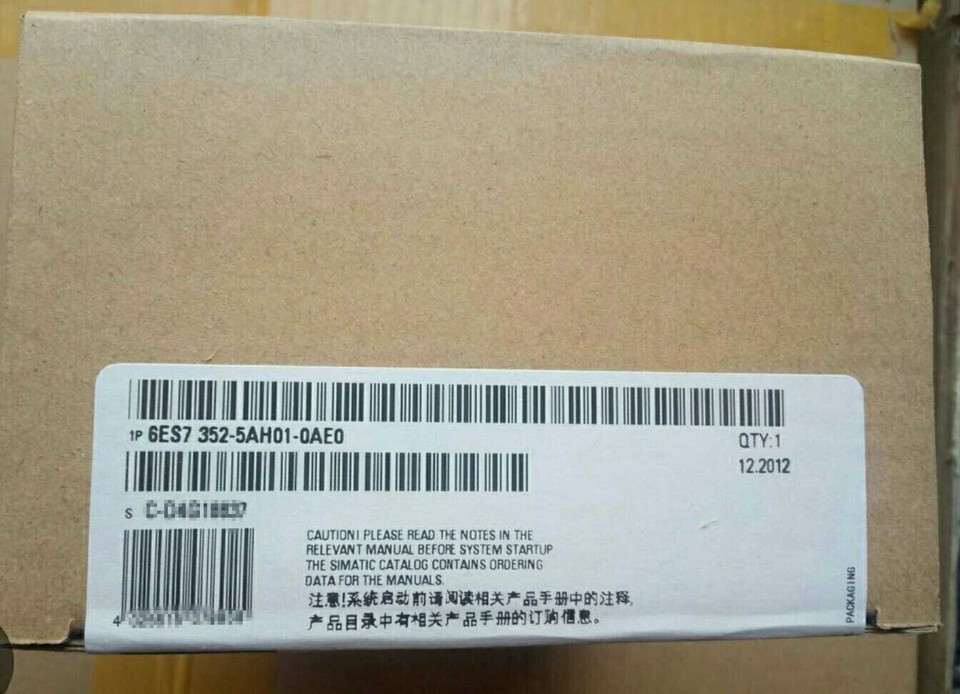 1P 6ES7 352-5AH01-0AE0
QTY:1
12.2012
S
CAUTION! PLEASE READ THE NOTES IN THE
RELEVANT MANUAL BEFORE SYSTEM STARTUP
THE SIMATIC CATALOG CONTAINS ORDERING
DATA FOR THE MANUALS.
注意!系统启动前请阅读相关产品手册中的注释,
产品目录中有相关产品手册的订购信息。
PACKAGING